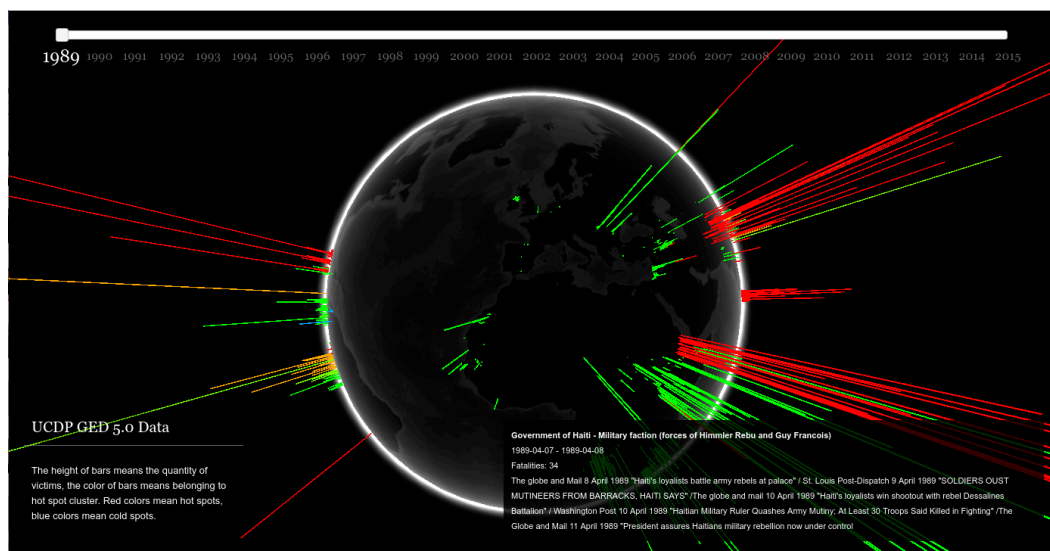 1989 1990 1991 1992 1993 1994 1995 1996 1997 1998 1999 2000 2002 2003 2004 2005 2006 2007 2008 2009 2010 2011 2012 2013 2014 2015
UCDP GED 5.0 Data
The height of bars means the quantity of
victims, the color of bars means belonging to
hot spot cluster. Red colors mean hot spots,
blue colors mean cold spots.
Government of Haiti - Military faction (forces of Himmler Rebu and Guy Francois)
1989-04-07 - 1989-04-08
Fatalities: 34
The globe and Mail 8 April 1989 "Haiti's loyalists battle army rebels at palace" / St. Louis Post-Dispatch 9 April 1989 "SOLDIERS OUST
MUTINEERS FROM BARRACKS, HAITI SAYS" /The globe and mail 10 April 1989 "Haiti's loyalists win shootout with rebel Dessalines
Battalion" / Washington Post 10 April 1989 "Haitian Military Ruler Quashes Army Mutiny; At Least 30 Troops Said Killed in Fighting" /The
Globe and Mail 11 April 1989 "President assures Haitians military rebellion now under control